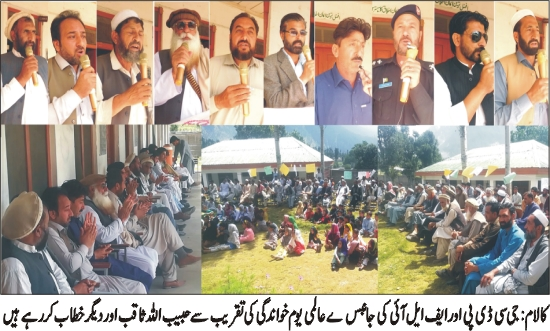 کالام: جی سی ڈی پی اور ایف ایل آئی کی جانب سے عالمی یوم خواندگی کی تقریب سے حبیب اللہ ثاقب اور دیگر خطاب کر رہے ہیں